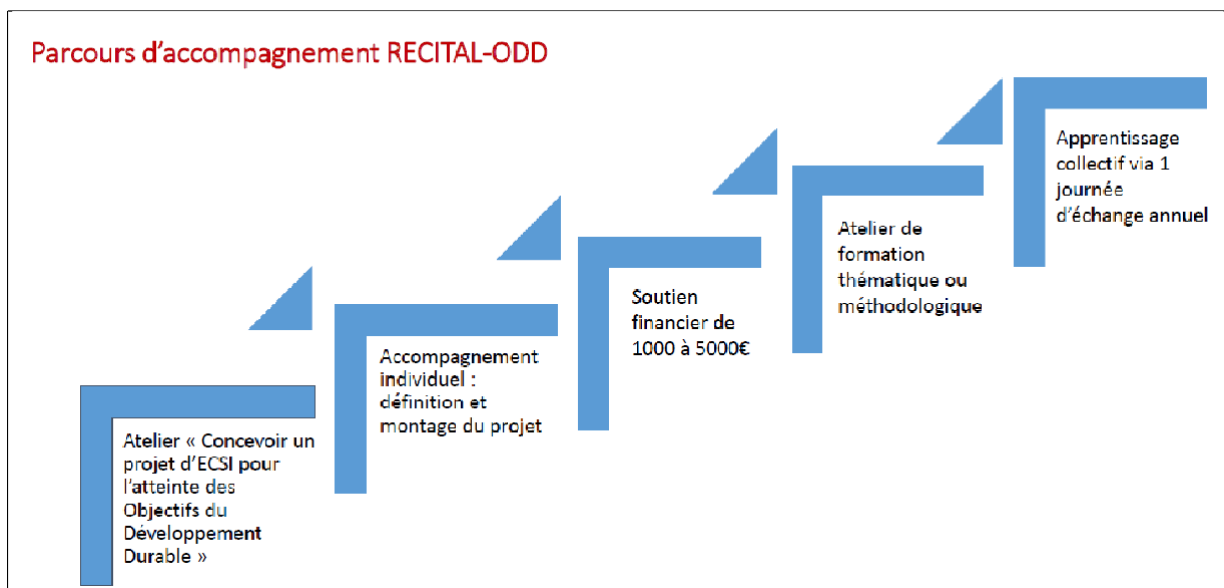 Parcours d'accompagnement RECITAL-ODD
Atelier « Concevoir un
projet d'ECSI pour
l'atteinte des
Objectifs du
Développement
Durable »
Accompagnement
individuel :
définition et
montage du projet
Soutien
financier de
1000 à 5000€
Atelier de
formation
thématique ou
méthodologique
Apprentissage
collectif via 1
journée
d'échange annuel